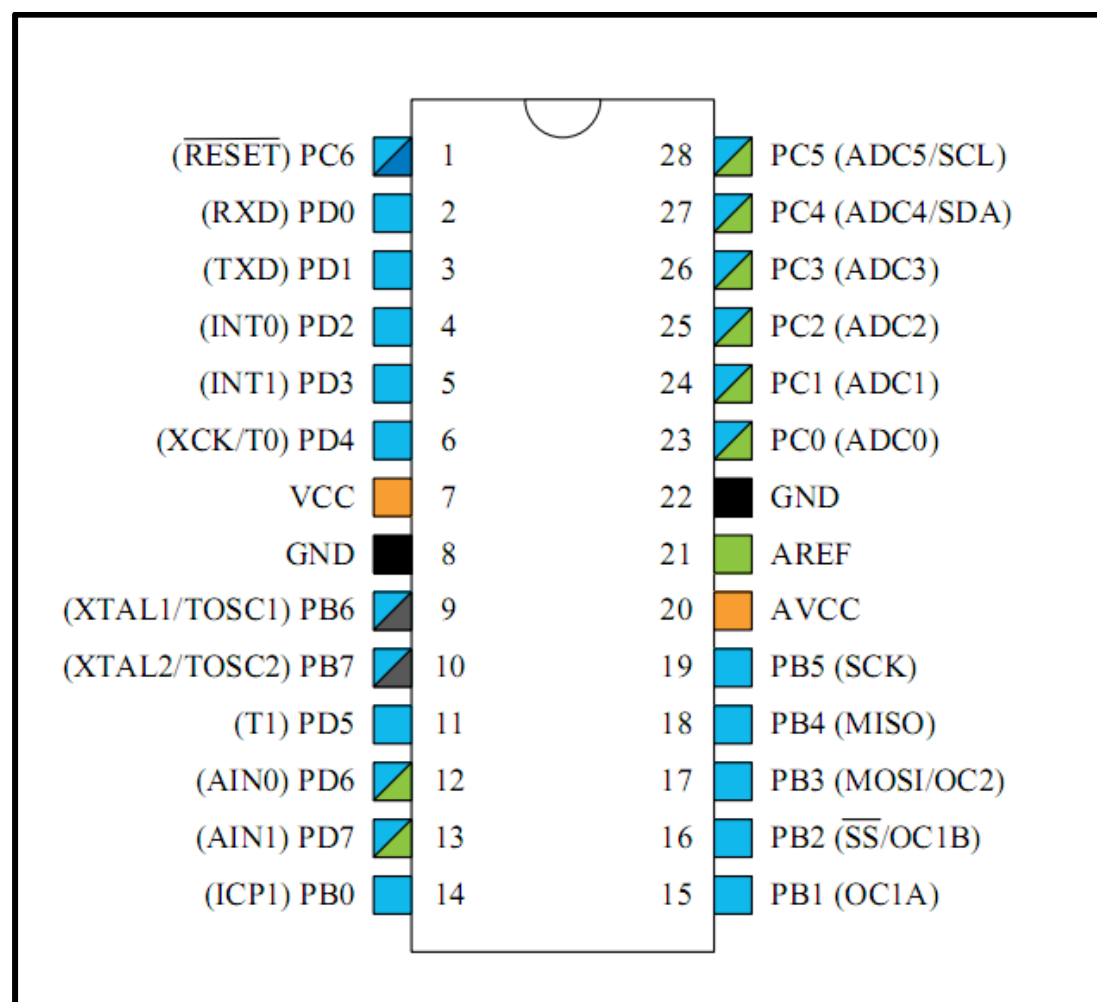 (RESET) PC6 1 28 PC5 (ADC5/SCL)
(RXD) PD0 2 27 PC4 (ADC4/SDA)
(TXD) PD1 3 26 PC3 (ADC3)
(INT0) PD2 4 25 PC2 (ADC2)
(INT1) PD3 5 24 PC1 (ADC1)
(XCK/T0) PD4 6 23 PC0 (ADC0)
VCC 7 22 GND
GND 8 21 AREF
(XTAL1/TOSC1) PB6 9 20 AVCC
(XTAL2/TOSC2) PB7 10 19 PB5 (SCK)
(T1) PD5 11 18 PB4 (MISO)
(AIN0) PD6 12 17 PB3 (MOSI/OC2)
(AIN1) PD7 13 16 PB2 (SS/OC1B)
(ICP1) PB0 14 15 PB1 (OC1A)